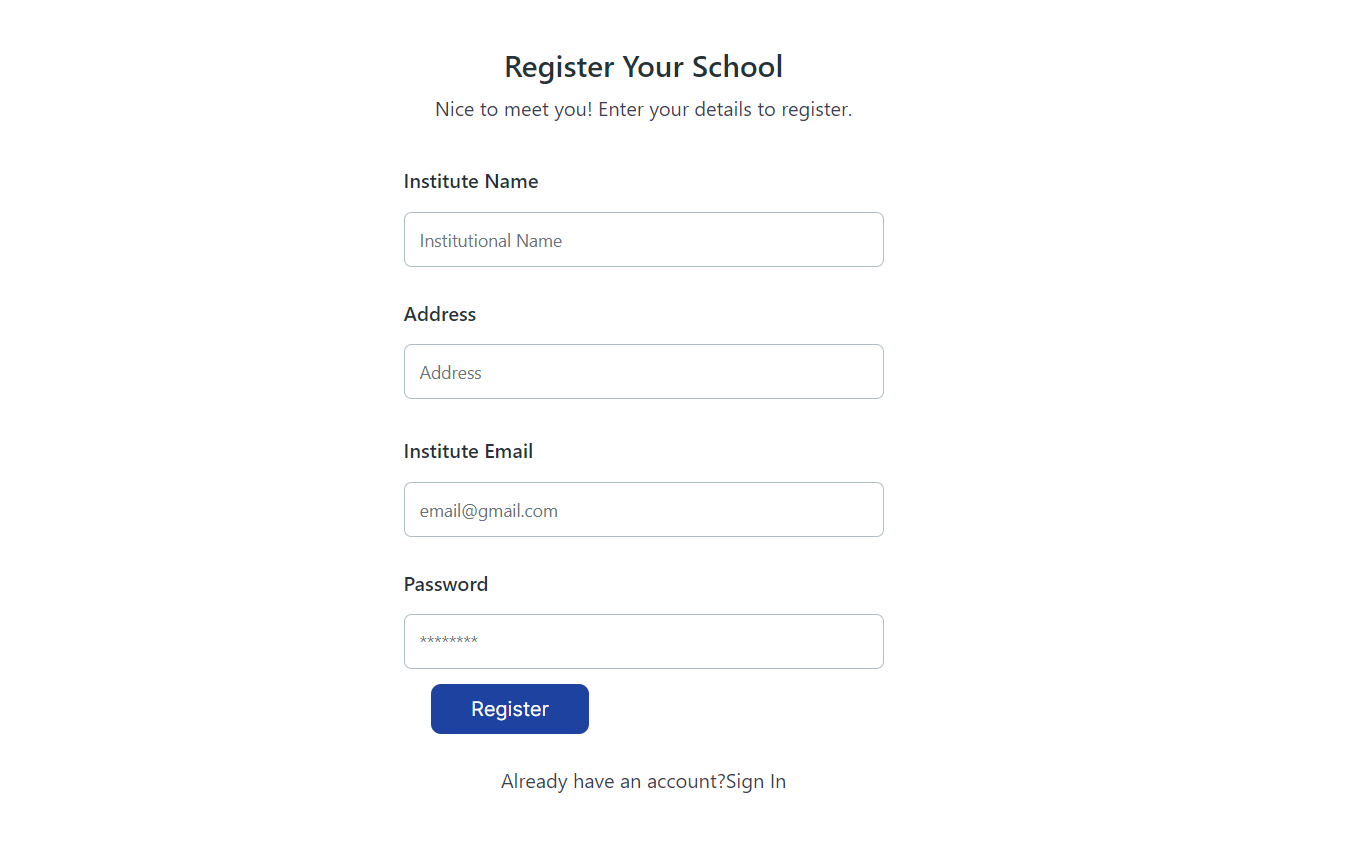 Register Your School
Nice to meet you! Enter your details to register.
Institute Name
Institutional Name
Address
Address
Institute Email
email@gmail.com
Password
********
Register
Already have an account?Sign In